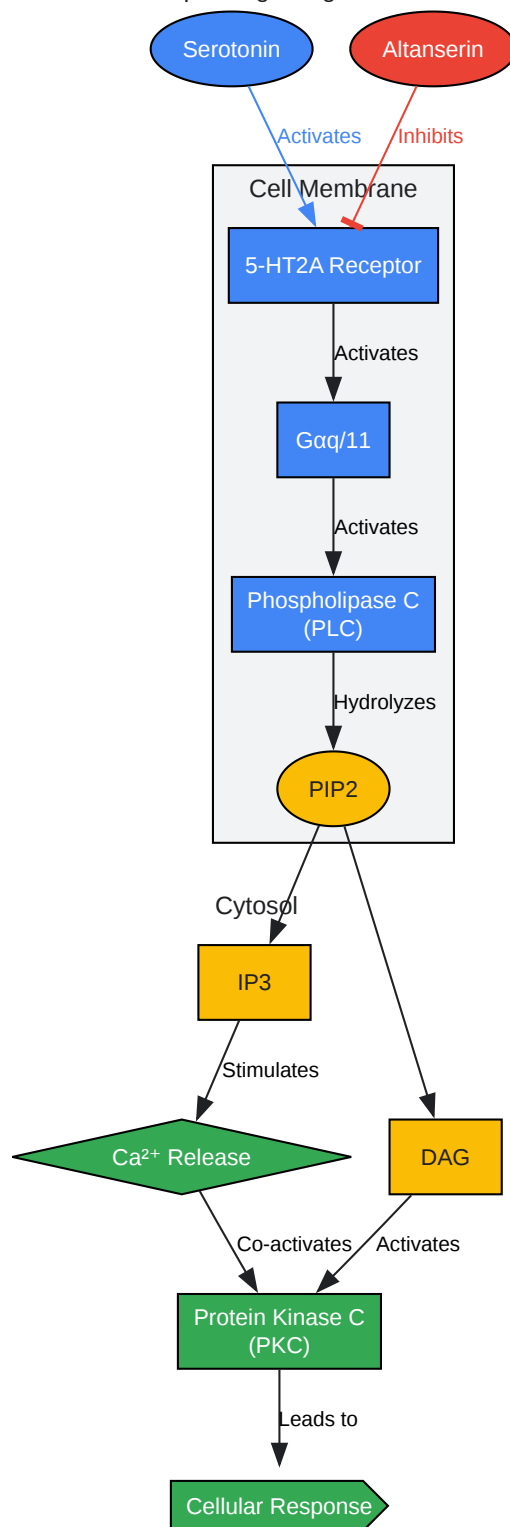 Serotonin
Altanserin
Activates
Inhibits
Cell Membrane
5-HT2A Receptor
Activates
Gαq/11
Activates
Phospholipase C
(PLC)
Hydrolyzes
PIP2
Cytosol
IP3
Stimulates
Ca²⁺ Release
DAG
Co-activates
Activates
Protein Kinase C
(PKC)
Leads to
Cellular Response